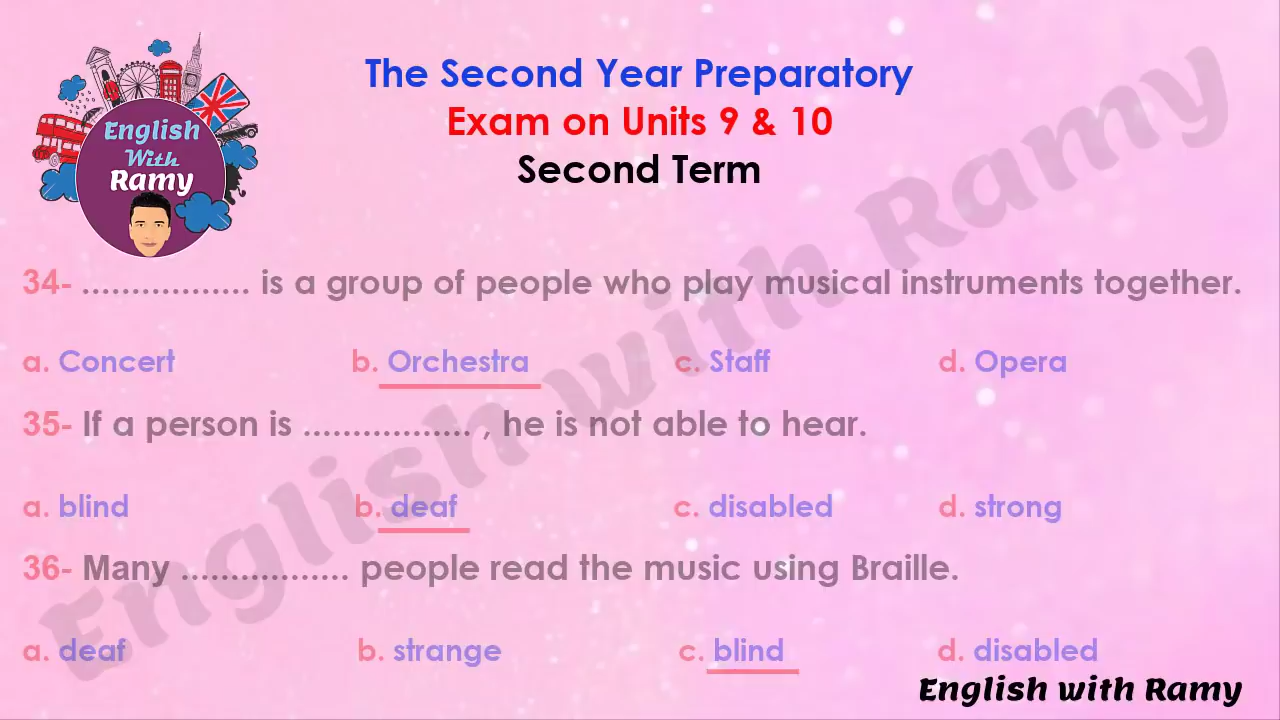 English
With
Ramy
The Second Year Preparatory
Exam on Units 9 & 10
Second Term
34- ................. is a group of people who play musical instruments together.
a. Concert b. Orchestra c. Staff d. Opera
35- If a person is ................. , he is not able to hear.
a. blind b. deaf c. disabled d. strong
36- Many ................. people read the music using Braille.
a. deaf b. strange c. blind d. disabled
English with Ramy
English with Ramy